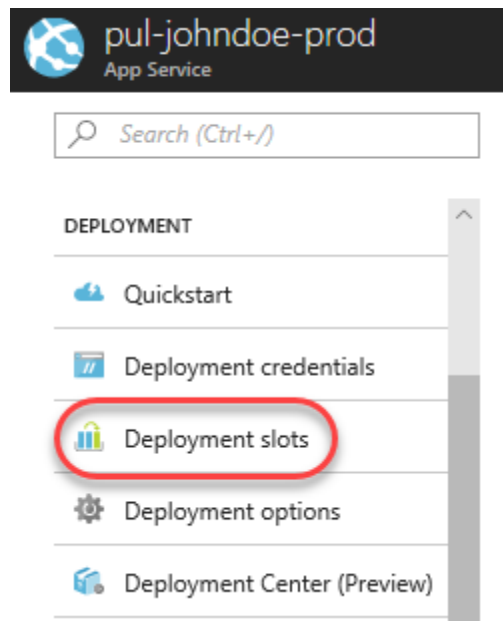 pul-johndoe-prod
App Service
Search (Ctrl+/)
DEPLOYMENT
Quickstart
Deployment credentials
Deployment slots
Deployment options
Deployment Center (Preview)